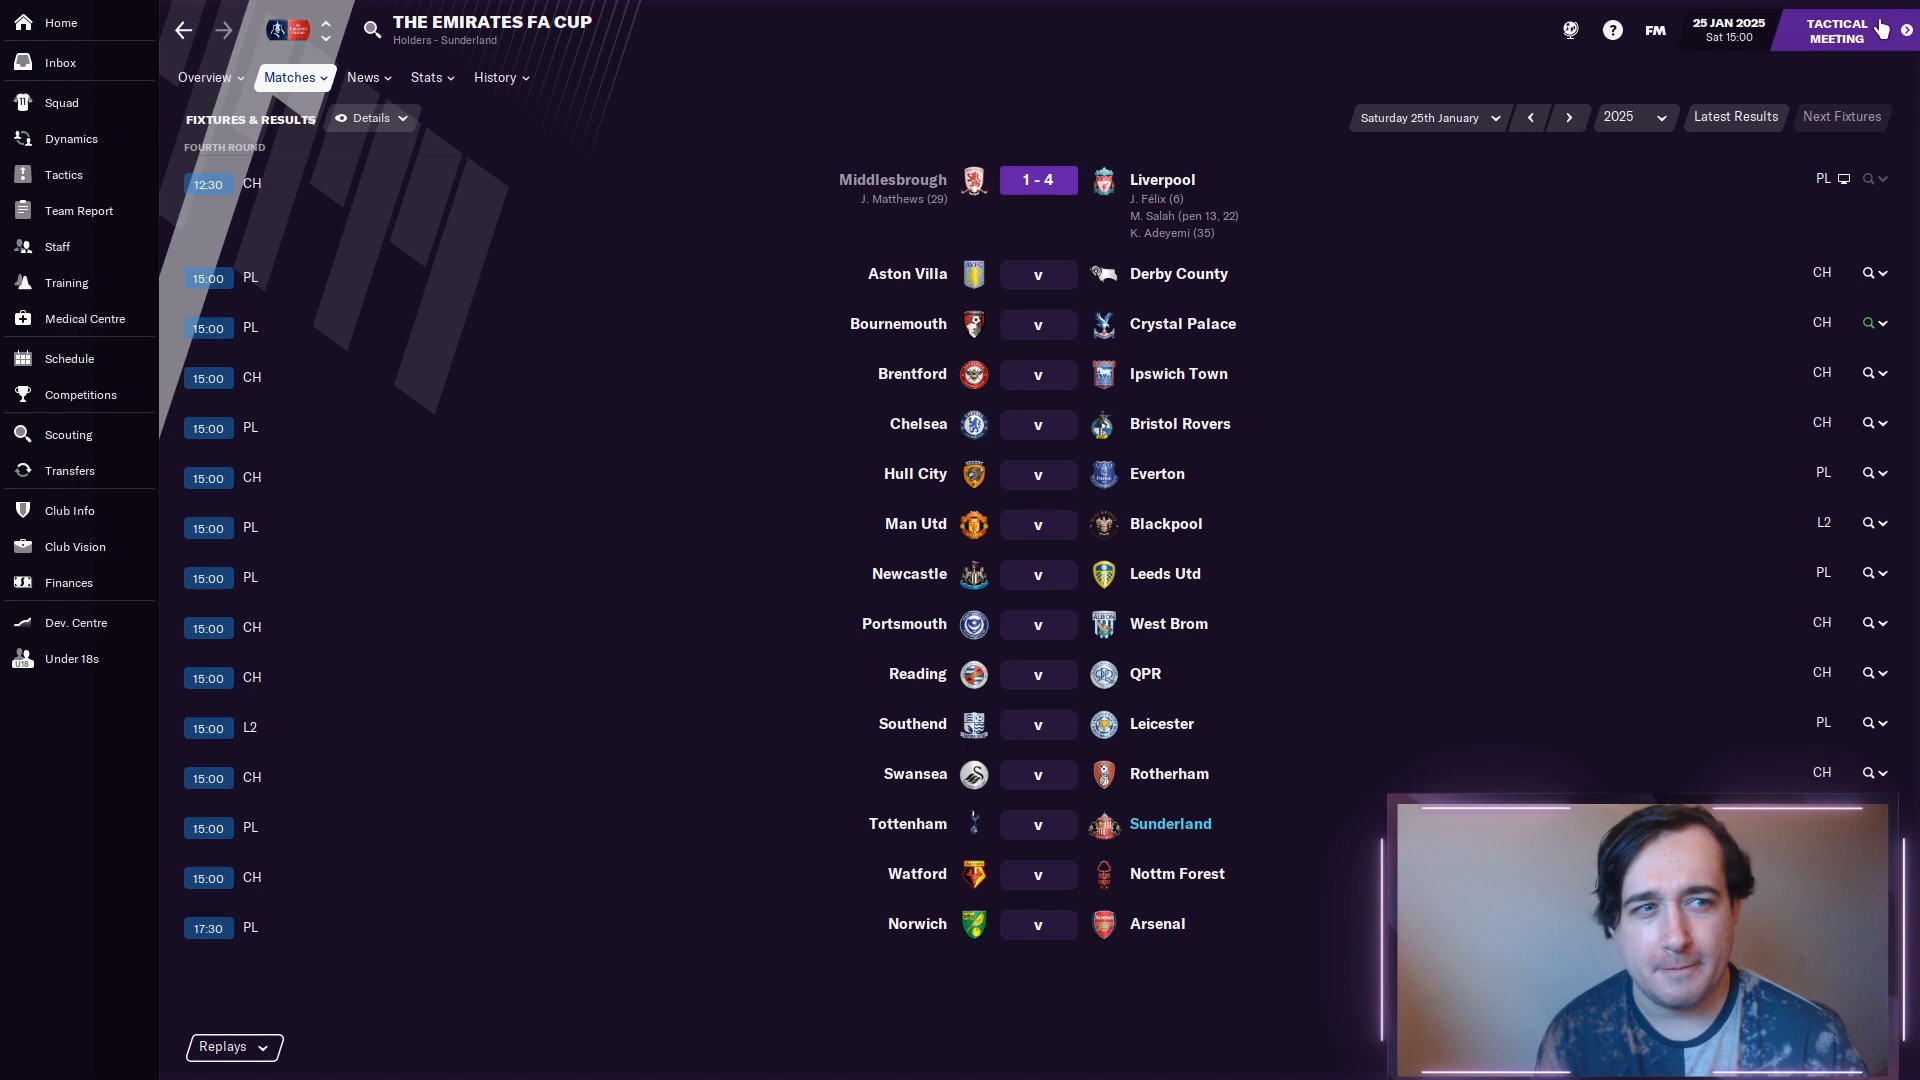 THE EMIRATES FA CUP
Holders - Sunderland
FM
25 JAN 2025
Sat 15:00
TACTICAL
MEETING
Home
Inbox
Squad
Dynamics
Tactics
Team Report
Staff
Training
Medical Centre
Schedule
Competitions
Scouting
Transfers
Club Info
Club Vision
Finances
Dev. Centre
U18
Under 18s
Overview
Matches
News
Stats
History
FIXTURES & RESULTS
Details
Saturday 25th January
2025
Latest Results
Next Fixtures
FOURTH ROUND
12:30 CH Middlesbrough 1 - 4 Liverpool PL
J. Matthews (29) J. Félix (6)
M. Salah (pen 13, 22)
K. Adeyemi (35)
15:00 PL Aston Villa v Derby County CH
15:00 PL Bournemouth v Crystal Palace CH
15:00 CH Brentford v Ipswich Town CH
15:00 PL Chelsea v Bristol Rovers CH
15:00 CH Hull City v Everton PL
15:00 PL Man Utd v Blackpool L2
15:00 PL Newcastle v Leeds Utd PL
15:00 CH Portsmouth v West Brom CH
15:00 CH Reading v QPR CH
15:00 L2 Southend v Leicester PL
15:00 CH Swansea v Rotherham CH
15:00 PL Tottenham v Sunderland
15:00 CH Watford v Nottm Forest
17:30 PL Norwich v Arsenal
Replays